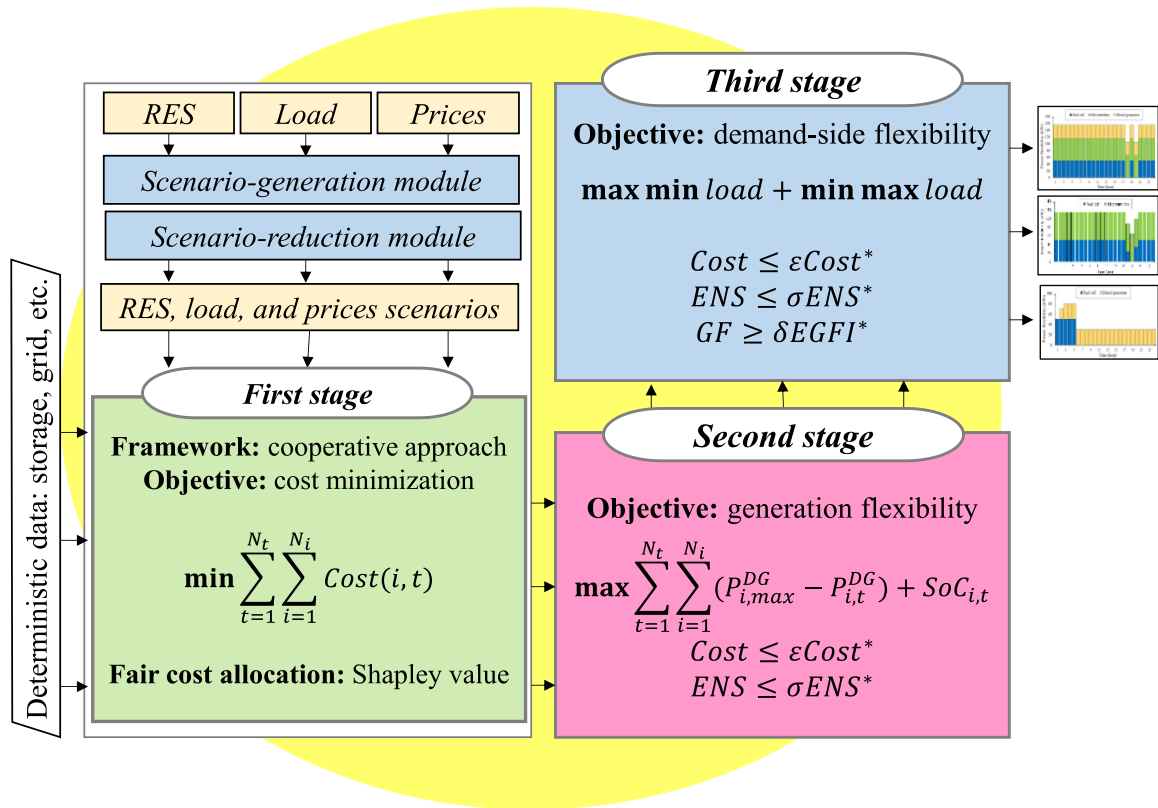 Deterministic data: storage, grid, etc.
RES
Load
Prices
Scenario-generation module
Scenario-reduction module
RES, load, and prices scenarios
First stage
Framework: cooperative approach
Objective: cost minimization
min ∑_{t=1}^{N_t} ∑_{i=1}^{N_i} Cost(i, t)
Fair cost allocation: Shapley value
Third stage
Objective: demand-side flexibility
max min load + min max load
Cost ≤ εCost*
ENS ≤ σENS*
GF ≥ δEGFI*
Second stage
Objective: generation flexibility
max ∑_{t=1}^{N_t} ∑_{i=1}^{N_i} (P_{i,max}^{DG} − P_{i,t}^{DG}) + SoC_{i,t}
Cost ≤ εCost*
ENS ≤ σENS*